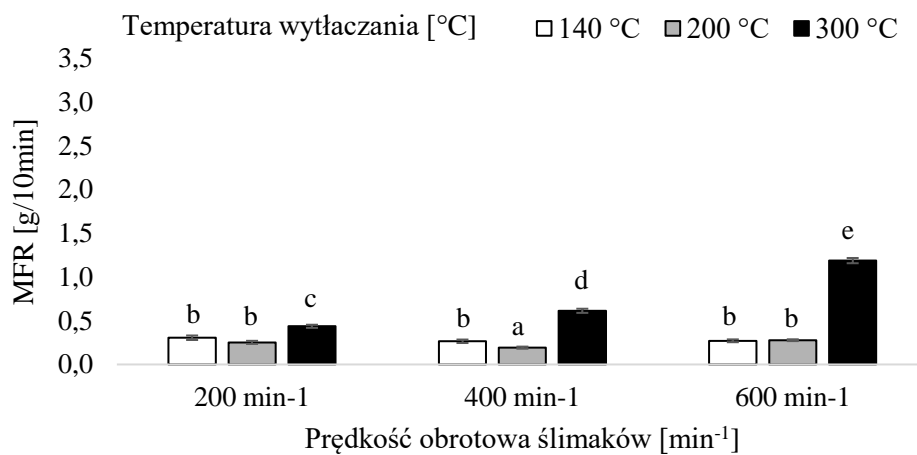 Temperatura wytłaczania [°C] 140 °C 200 °C 300 °C
3,5
3,0
2,5
2,0
1,5
1,0
0,5
0,0
MFR [g/10min]
b b c b a d b b e
200 min-1 400 min-1 600 min-1
Prędkość obrotowa ślimaków [min⁻¹]